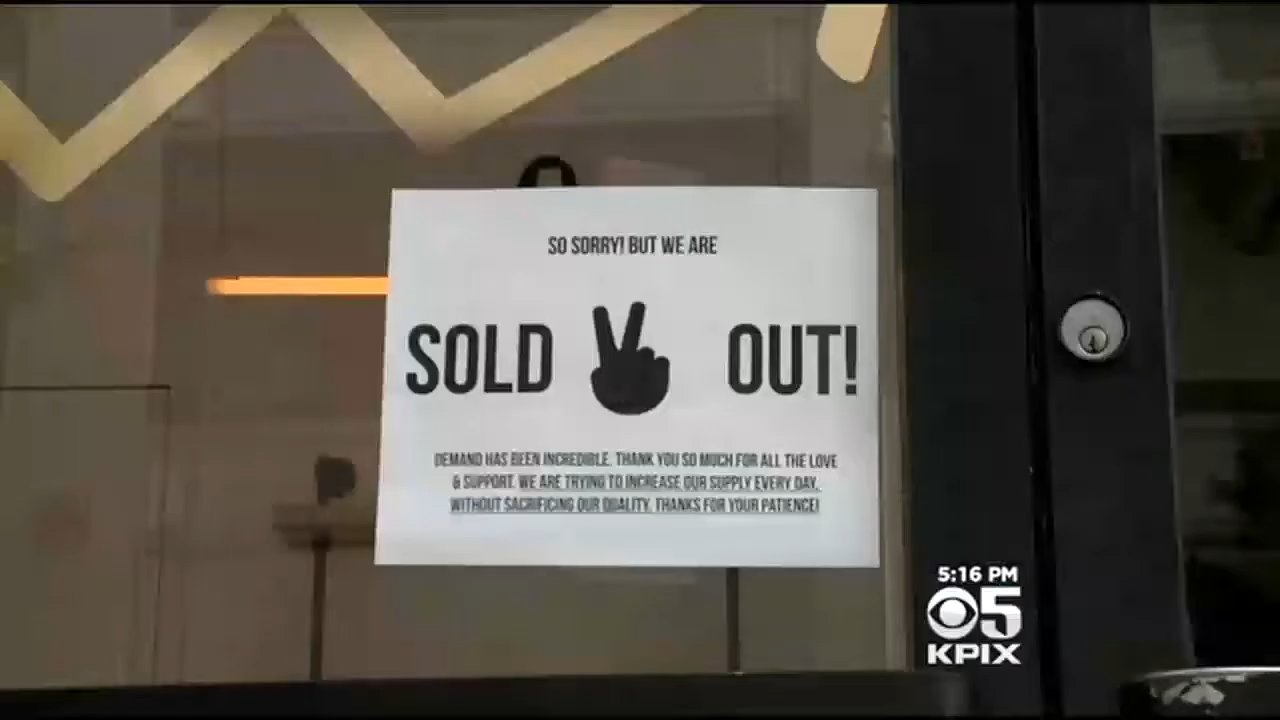 SO SORRY! BUT WE ARE
SOLD OUT!
DEMAND HAS BEEN INCREDIBLE. THANK YOU SO MUCH FOR ALL THE LOVE
& SUPPORT. WE ARE TRYING TO INCREASE OUR SUPPLY EVERY DAY,
WITHOUT SACRIFICING OUR QUALITY. THANKS FOR YOUR PATIENCE!
5:16 PM
5
KPIX